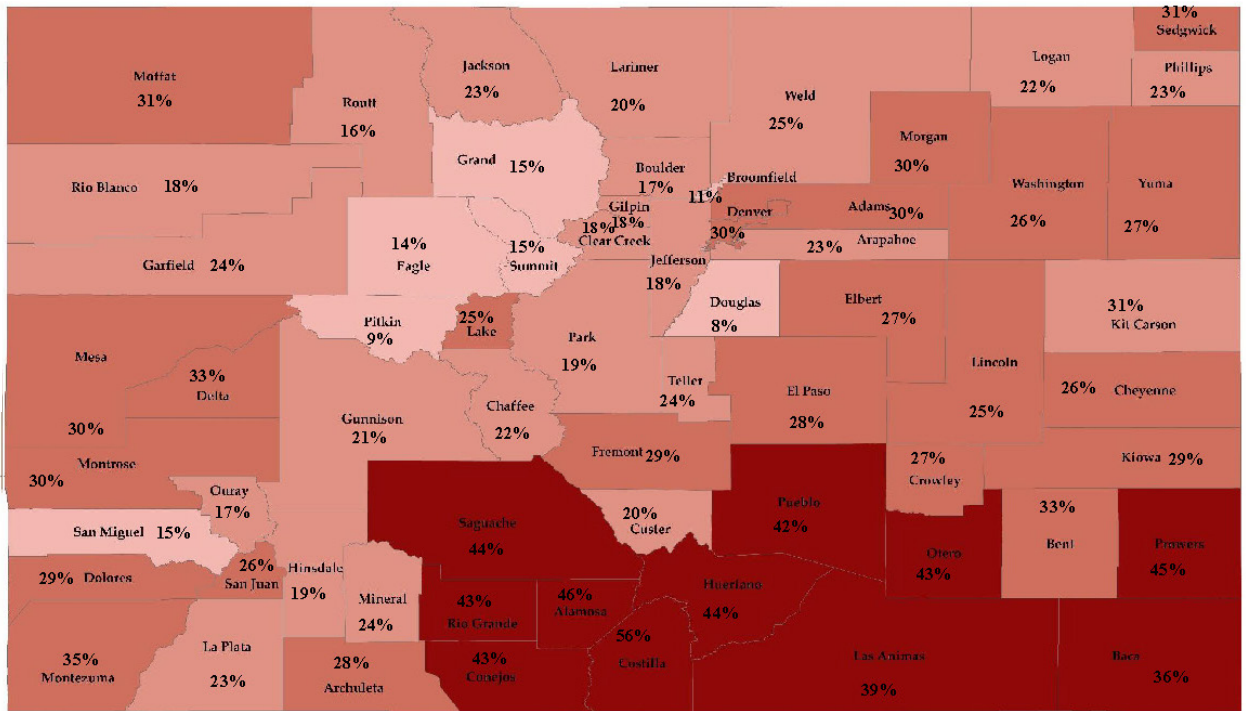 31%
Sedgwick
Moffat
31%
Routt
16%
Jackson
23%
Larimer
20%
Weld
25%
Logan
22%
Phillips
23%
Morgan
30%
Washington
26%
Yuma
27%
Rio Blanco 18%
Grand 15%
Boulder
17%
Gilpin
18%
18%
Clear Creek
Broomfield
11%
Denver
30%
Adams 30%
23% Arapahoe
Garfield 24%
14%
Eagle
15%
Summit
Jefferson
18%
Douglas
8%
Elbert
27%
31%
Kit Carson
Pitkin
9%
25%
Lake
Park
19%
Mesa
30%
33%
Delta
Teller
24%
El Paso
28%
Lincoln
25%
26% Cheyenne
Gunnison
21%
Chaffee
22%
Fremont 29%
27%
Crowley
Kiowa 29%
Montrose
30%
Ouray
17%
San Miguel 15%
Saguache
44%
20%
Custer
Pueblo
42%
Otero
43%
33%
Bent
Prowers
45%
29% Dolores
26%
San Juan
Hinsdale
19%
Mineral
24%
43%
Rio Grande
46%
Alamosa
Huerfano
44%
35%
Montezuma
La Plata
23%
28%
Archuleta
43%
Conejos
56%
Costilla
Las Animas
39%
Baca
36%